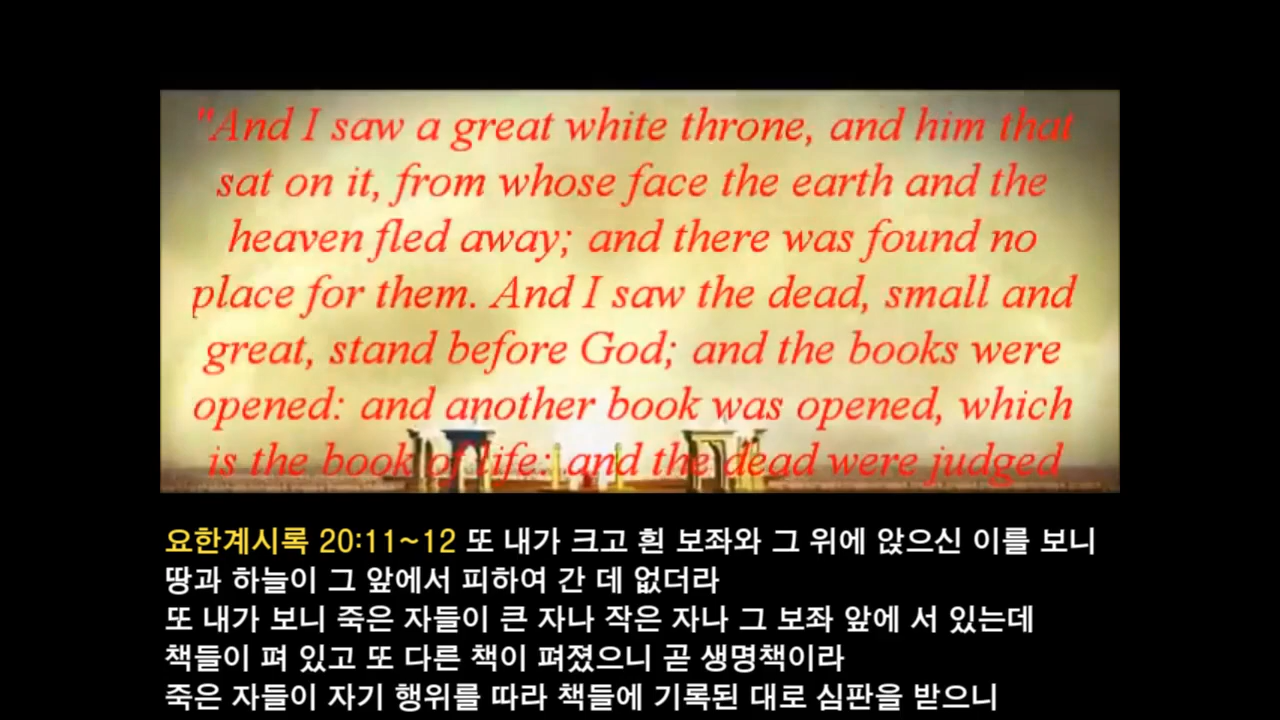 "And I saw a great white throne, and him that
sat on it, from whose face the earth and the
heaven fled away; and there was found no
place for them. And I saw the dead, small and
great, stand before God; and the books were
opened: and another book was opened, which
is the book of life: and the dead were judged
요한계시록 20:11~12 또 내가 크고 흰 보좌와 그 위에 앉으신 이를 보니
땅과 하늘이 그 앞에서 피하여 간 데 없더라
또 내가 보니 죽은 자들이 큰 자나 작은 자나 그 보좌 앞에 서 있는데
책들이 펴 있고 또 다른 책이 펴졌으니 곧 생명책이라
죽은 자들이 자기 행위를 따라 책들에 기록된 대로 심판을 받으니